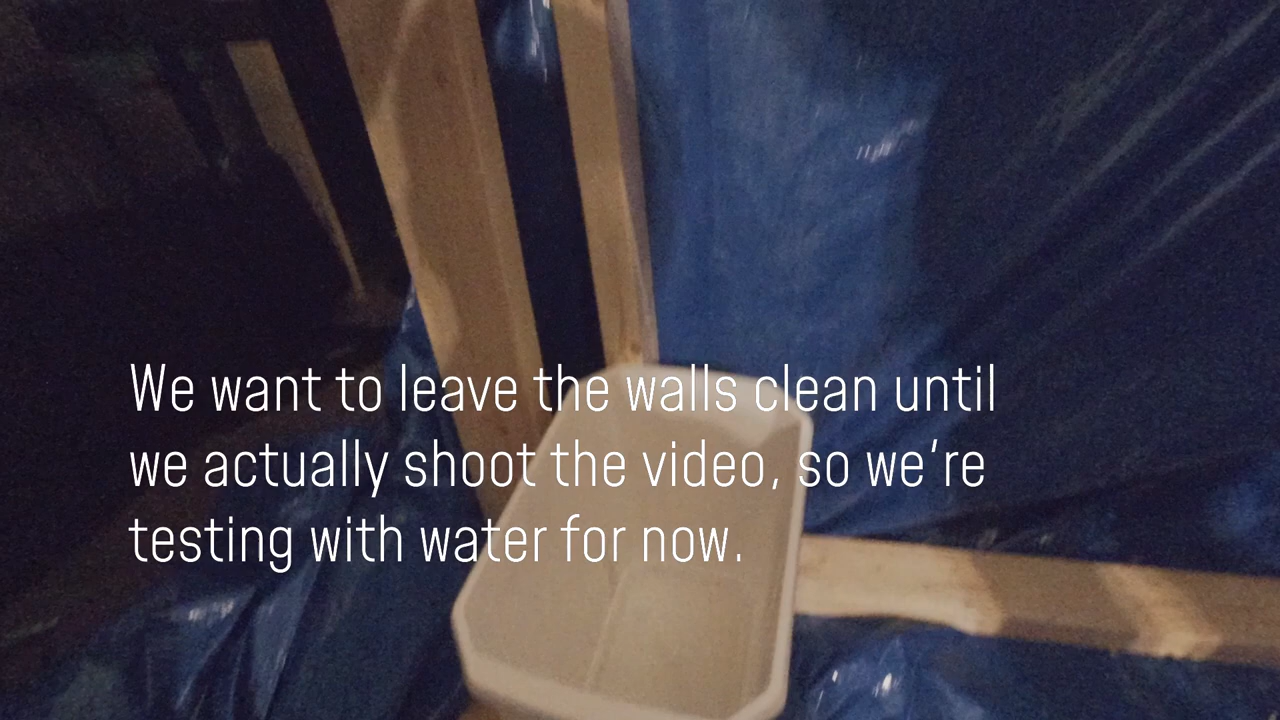 We want to leave the walls clean until
we actually shoot the video, so we're
testing with water for now.